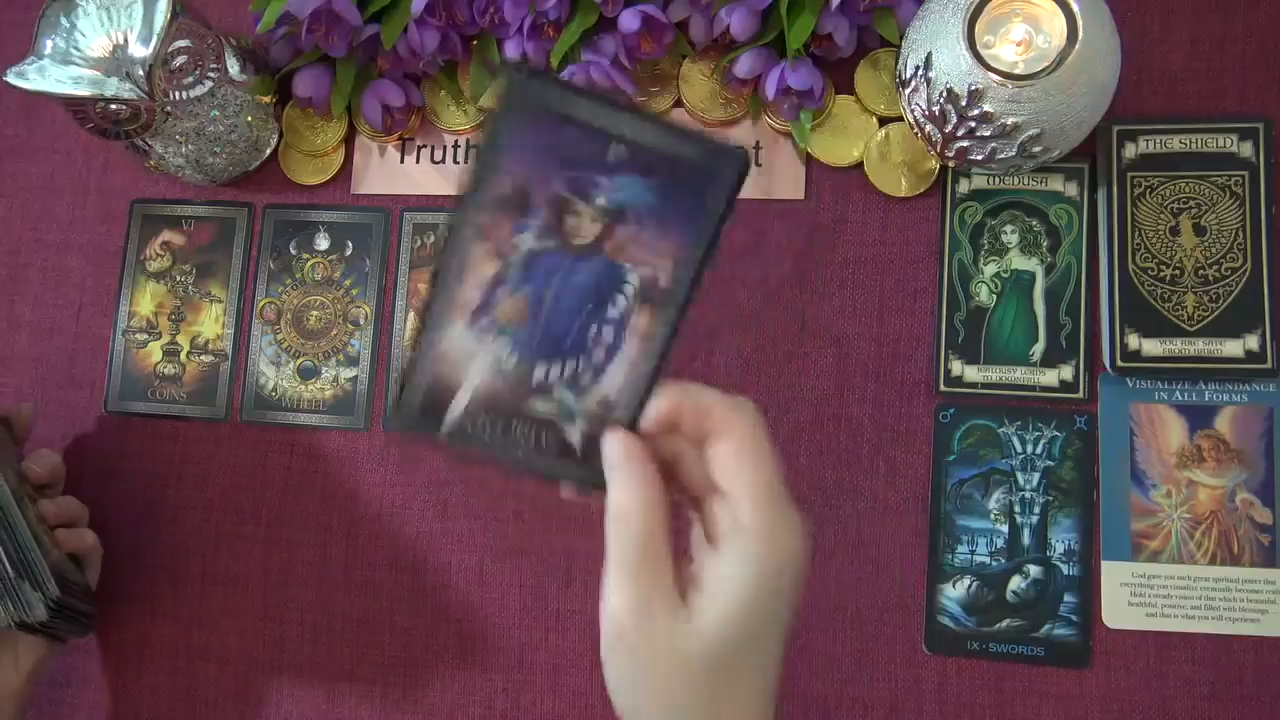 Truth
VI
COINS
WHEEL
MEDUSA
JEALOUSY LEADS
TO DOWNFALL
THE SHIELD
YOU ARE SAFE
FROM HARM
IX · SWORDS
VISUALIZE ABUNDANCE
IN ALL FORMS
God gave you such great spiritual power that
everything you visualize eventually becomes
Hold a steady vision of that which is beautiful,
healthful, positive, and filled with blessings...
and that is what you will experience.